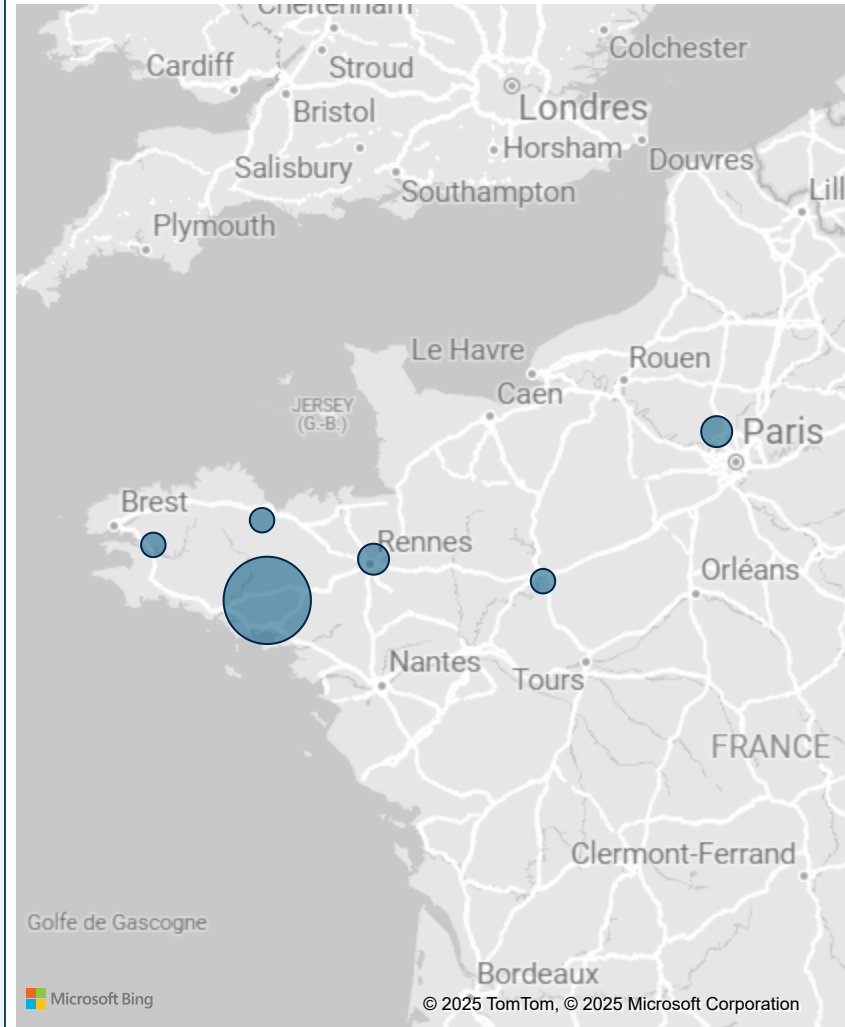 Cheltenham
Colchester
Cardiff
Stroud
Londres
Bristol
Horsham
Douvres
Salisbury
Southampton
Lill
Plymouth
Le Havre
Rouen
Caen
JERSEY
(G.-B.)
Paris
Brest
Rennes
Orléans
Nantes
Tours
FRANCE
Clermont-Ferrand
Golfe de Gascogne
Bordeaux
Microsoft Bing
© 2025 TomTom, © 2025 Microsoft Corporation